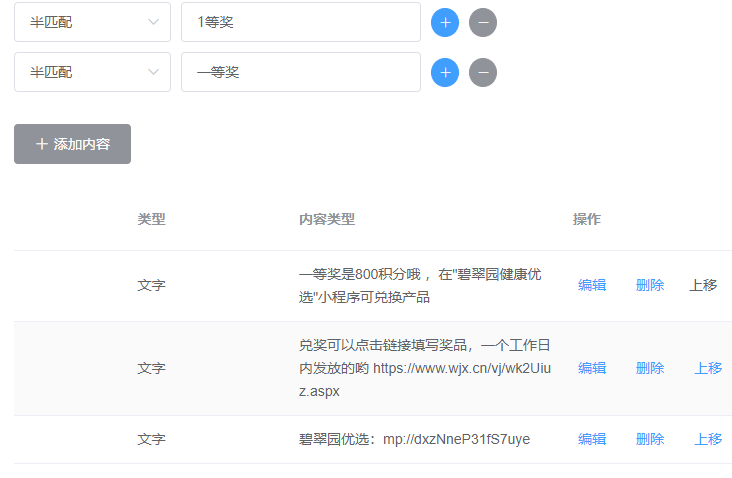 半匹配 1等奖
半匹配 一等奖
添加内容
类型 内容类型 操作
文字 一等奖是800积分哦 ，在"碧翠园健康优 编辑 删除 上移
选"小程序可兑换产品
兑奖可以点击链接填写奖品，一个工作日
文字 内发放的哟 https://www.wjx.cn/vj/wk2Uiu 编辑 删除 上移
z.aspx
文字 碧翠园优选：mp://dxzNneP31fS7uye 编辑 删除 上移